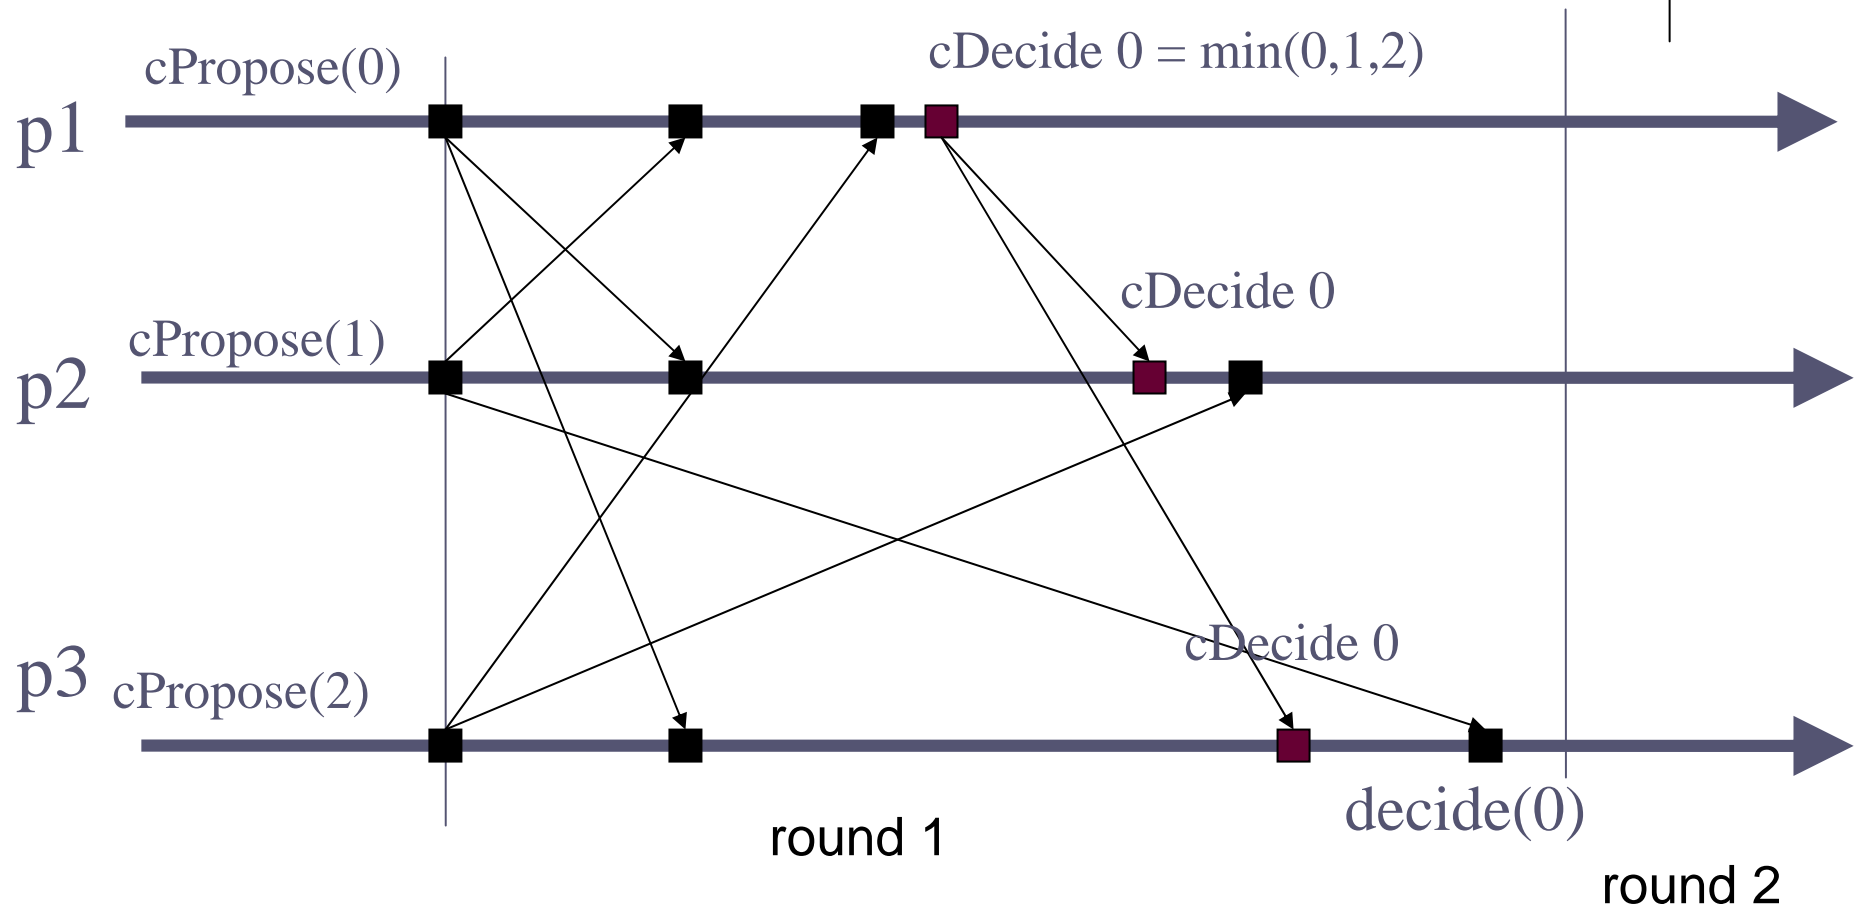 cPropose(0)
cDecide 0 = min(0,1,2)
p1
cDecide 0
cPropose(1)
p2
cDecide 0
p3
cPropose(2)
decide(0)
round 1
round 2